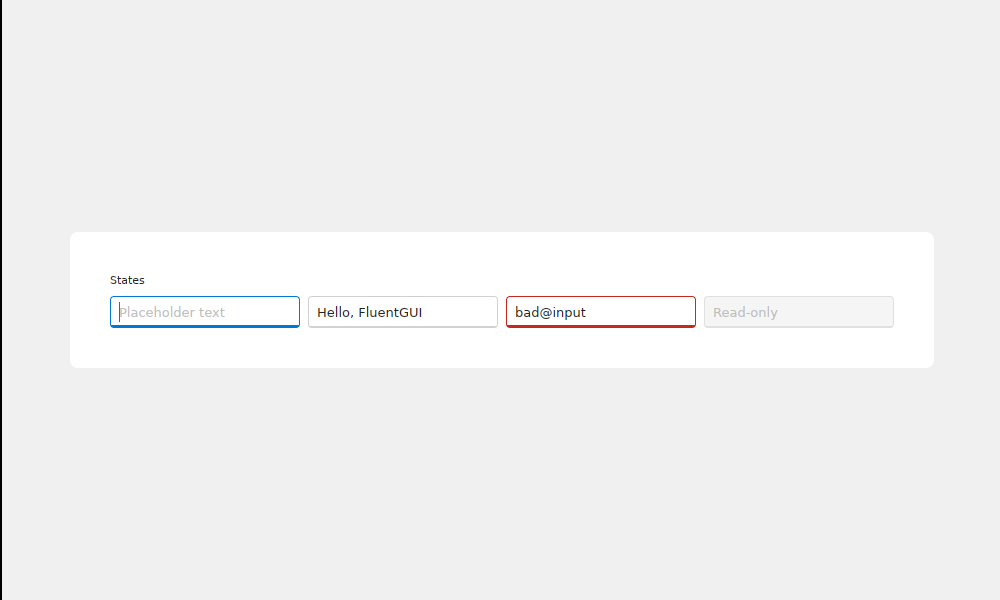 States
Placeholder text
Hello, FluentGUI
bad@input
Read-only